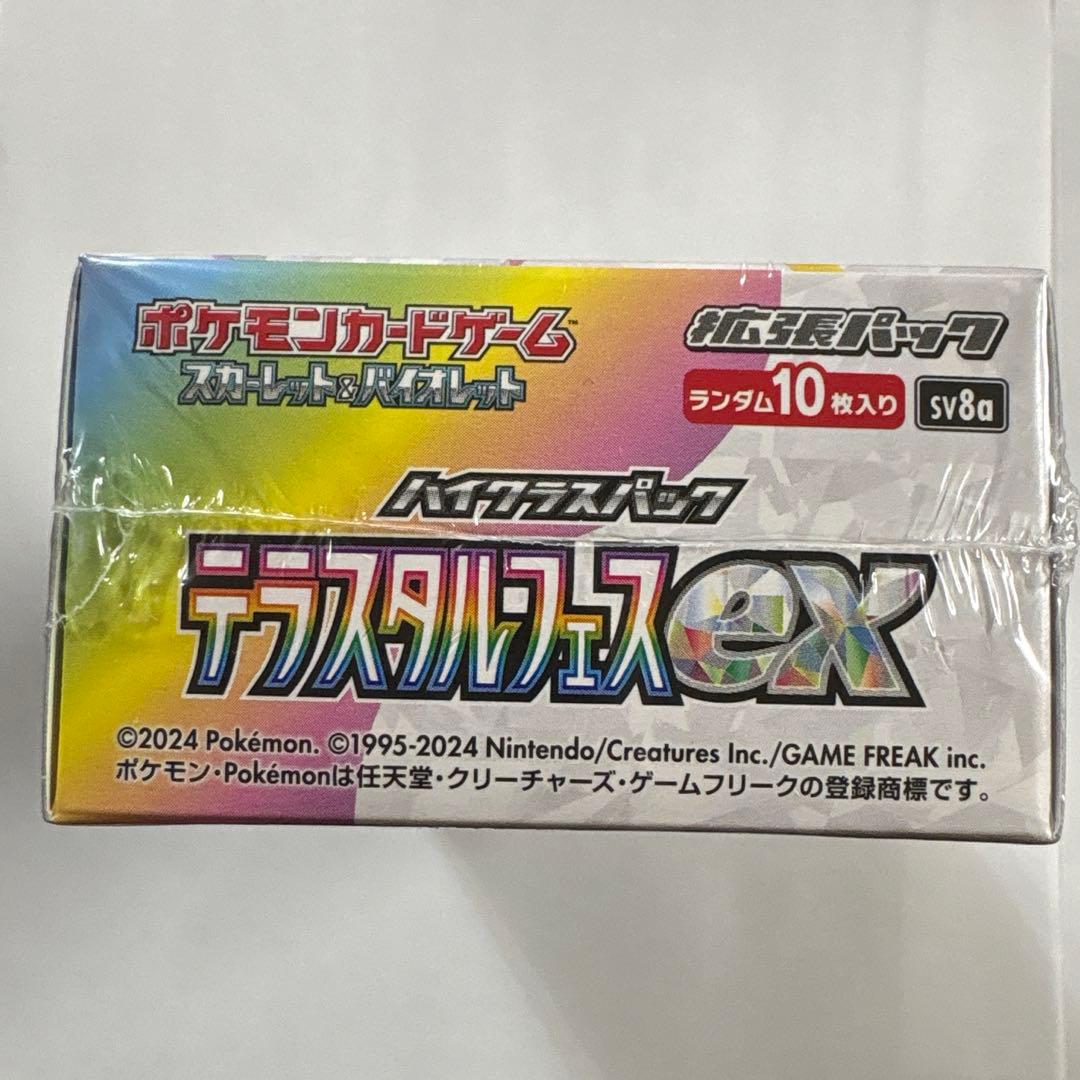 ポケモンカードゲーム™
スカーレット&バイオレット
拡張パック
ランダム10枚入り
SV8a
ハイクラスパック
テラスタルフェスex
©2024 Pokémon. ©1995-2024 Nintendo/Creatures Inc./GAME FREAK inc.
ポケモン・Pokémonは任天堂・クリーチャーズ・ゲームフリークの登録商標です。